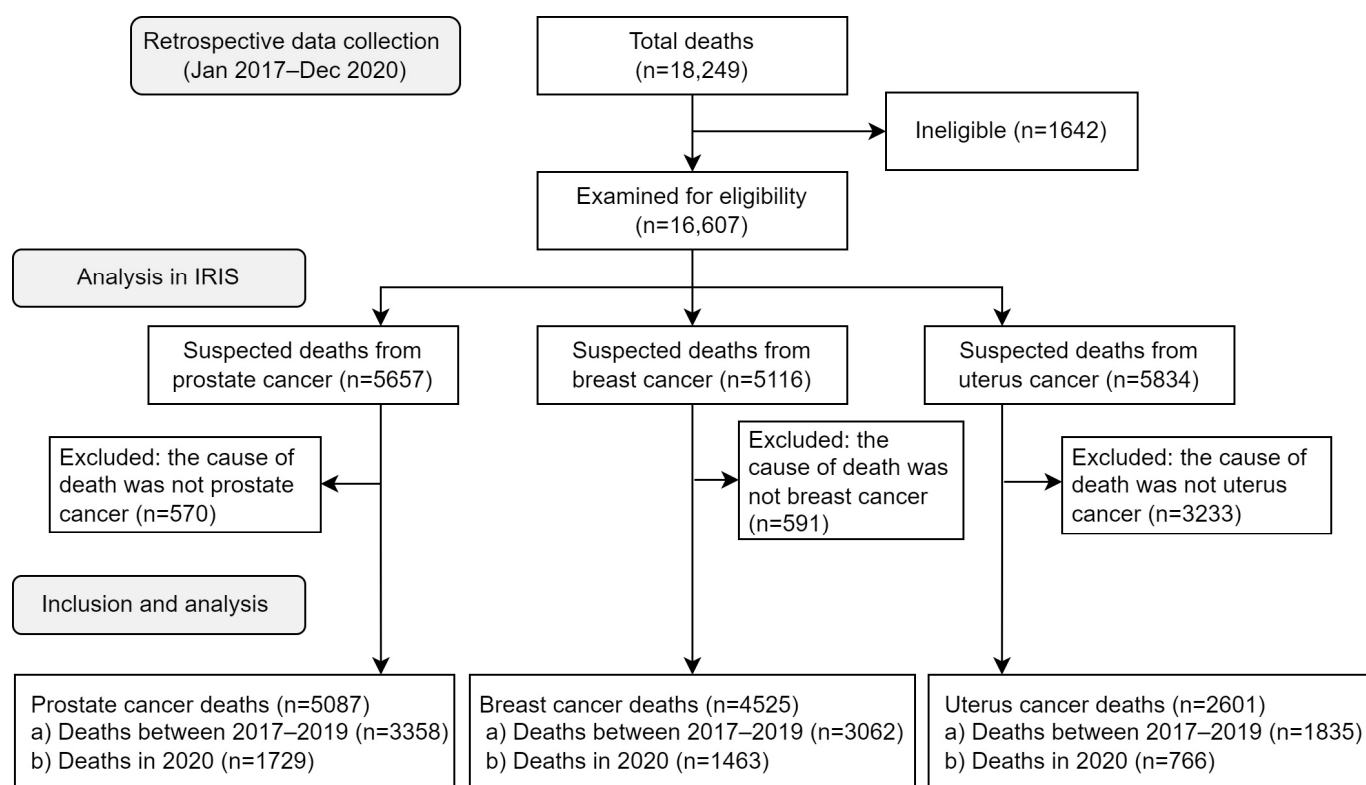 Retrospective data collection
(Jan 2017–Dec 2020)
Total deaths
(n=18,249)
Ineligible (n=1642)
Examined for eligibility
(n=16,607)
Analysis in IRIS
Suspected deaths from
prostate cancer (n=5657)
Suspected deaths from
breast cancer (n=5116)
Suspected deaths from
uterus cancer (n=5834)
Excluded: the cause of
death was not prostate
cancer (n=570)
Excluded: the
cause of death was
not breast cancer
(n=591)
Excluded: the cause of
death was not uterus
cancer (n=3233)
Inclusion and analysis
Prostate cancer deaths (n=5087)
a) Deaths between 2017–2019 (n=3358)
b) Deaths in 2020 (n=1729)
Breast cancer deaths (n=4525)
a) Deaths between 2017–2019 (n=3062)
b) Deaths in 2020 (n=1463)
Uterus cancer deaths (n=2601)
a) Deaths between 2017–2019 (n=1835)
b) Deaths in 2020 (n=766)